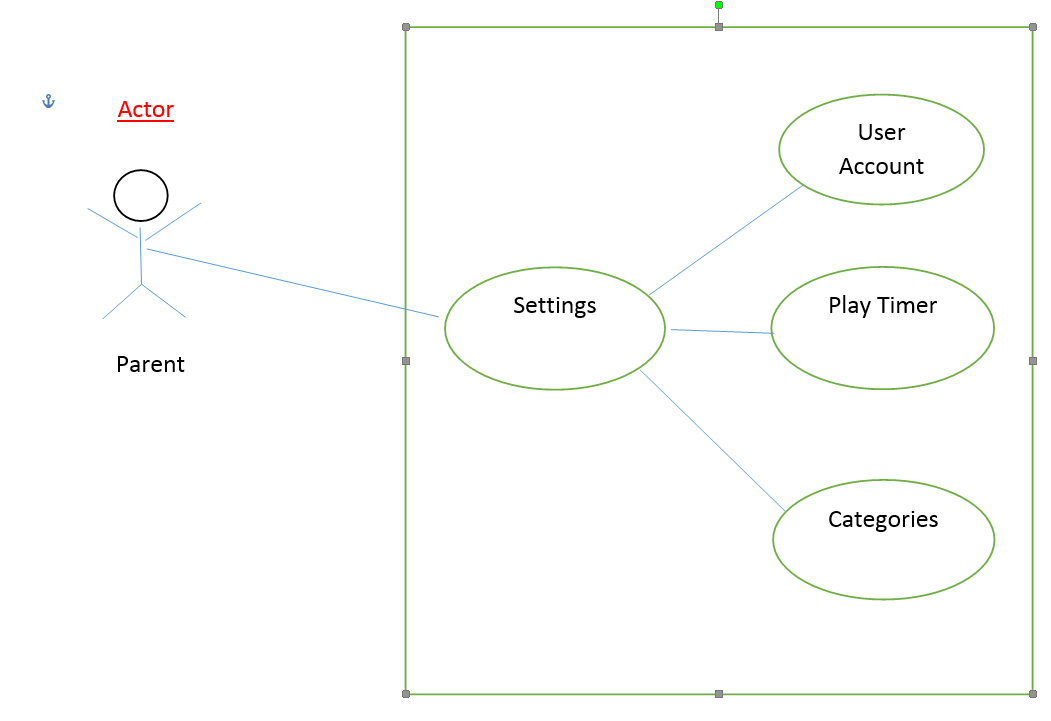 Actor
Parent
Settings
User
Account
Play Timer
Categories